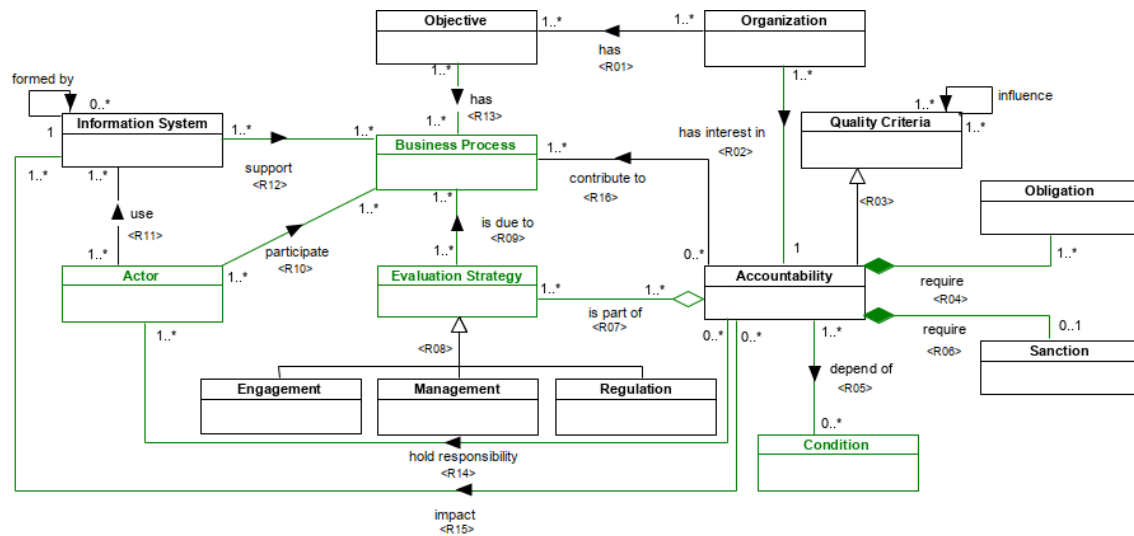 Objective
Organization
1..*
1..*
has
<R01>
1..*
1..*
formed by
0..*
1
Information System
has
<R13>
1..*
influence
1..*
1..*
Quality Criteria
1..*
1..*
Business Process
1..*
has interest in
<R02>
support
<R12>
contribute to
<R16>
<R03>
Obligation
1..*
1..*
1..*
1..*
use
<R11>
participate
<R10>
is due to
<R09>
1..*
1..*
1..*
1..*
0..*
1
Actor
Evaluation Strategy
Accountability
1..*
1..*
1..*
is part of
<R07>
require
<R04>
require
<R06>
0..1
Sanction
1..*
0..*
0..*
1..*
<R08>
depend of
<R05>
Engagement
Management
Regulation
0..*
Condition
hold responsibility
<R14>
impact
<R15>